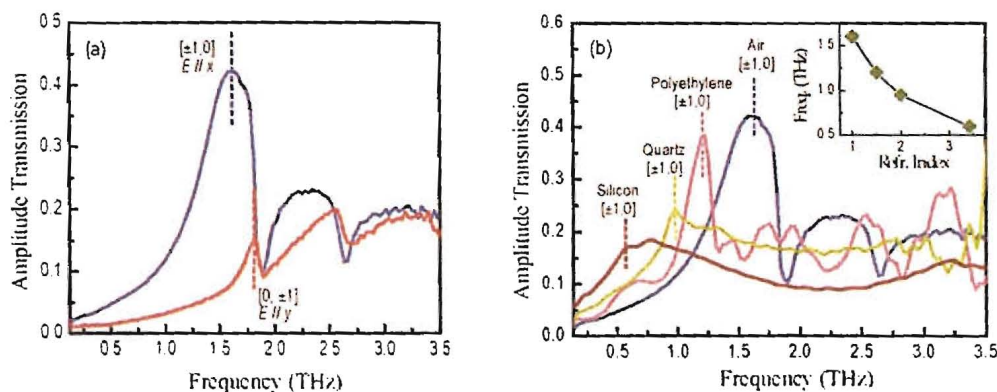 (a)
[±1,0]
E // x
[0, ±1]
E // y
Amplitude Transmission
0.5
0.4
0.3
0.2
0.1
0.0
0.5 1.0 1.5 2.0 2.5 3.0 3.5
Frequency (THz)
(b)
Air
[±1,0]
Polyethylene
[±1,0]
Quartz
[±1,0]
Silicon
[±1,0]
Amplitude Transmission
0.6
0.5
0.4
0.3
0.2
0.1
0.0
0.5 1.0 1.5 2.0 2.5 3.0 3.5
Frequency (THz)
Freq. (THz)
1.5
1.0
0.5
1 2 3
Refr. Index